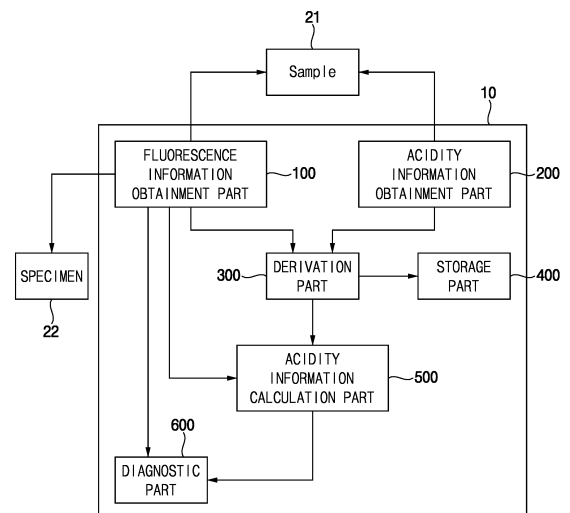 21
Sample
10
FLUORESCENCE
INFORMATION
OBTAINMENT PART
100
ACIDITY
INFORMATION
OBTAINMENT PART
200
SPECIMEN
22
300
DERIVATION
PART
STORAGE
PART
400
ACIDITY
INFORMATION
CALCULATION PART
500
600
DIAGNOSTIC
PART